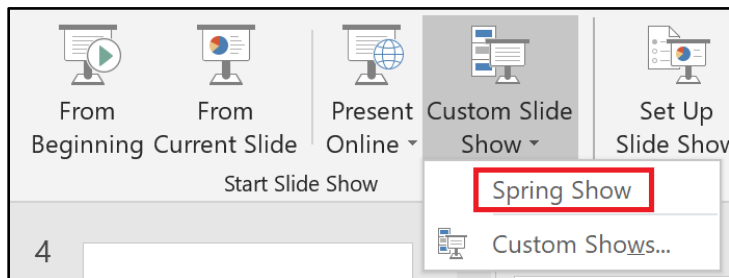 From Beginning
From Current Slide
Present Online
Custom Slide Show
Set Up Slide Show
Start Slide Show
Spring Show
Custom Shows...
4